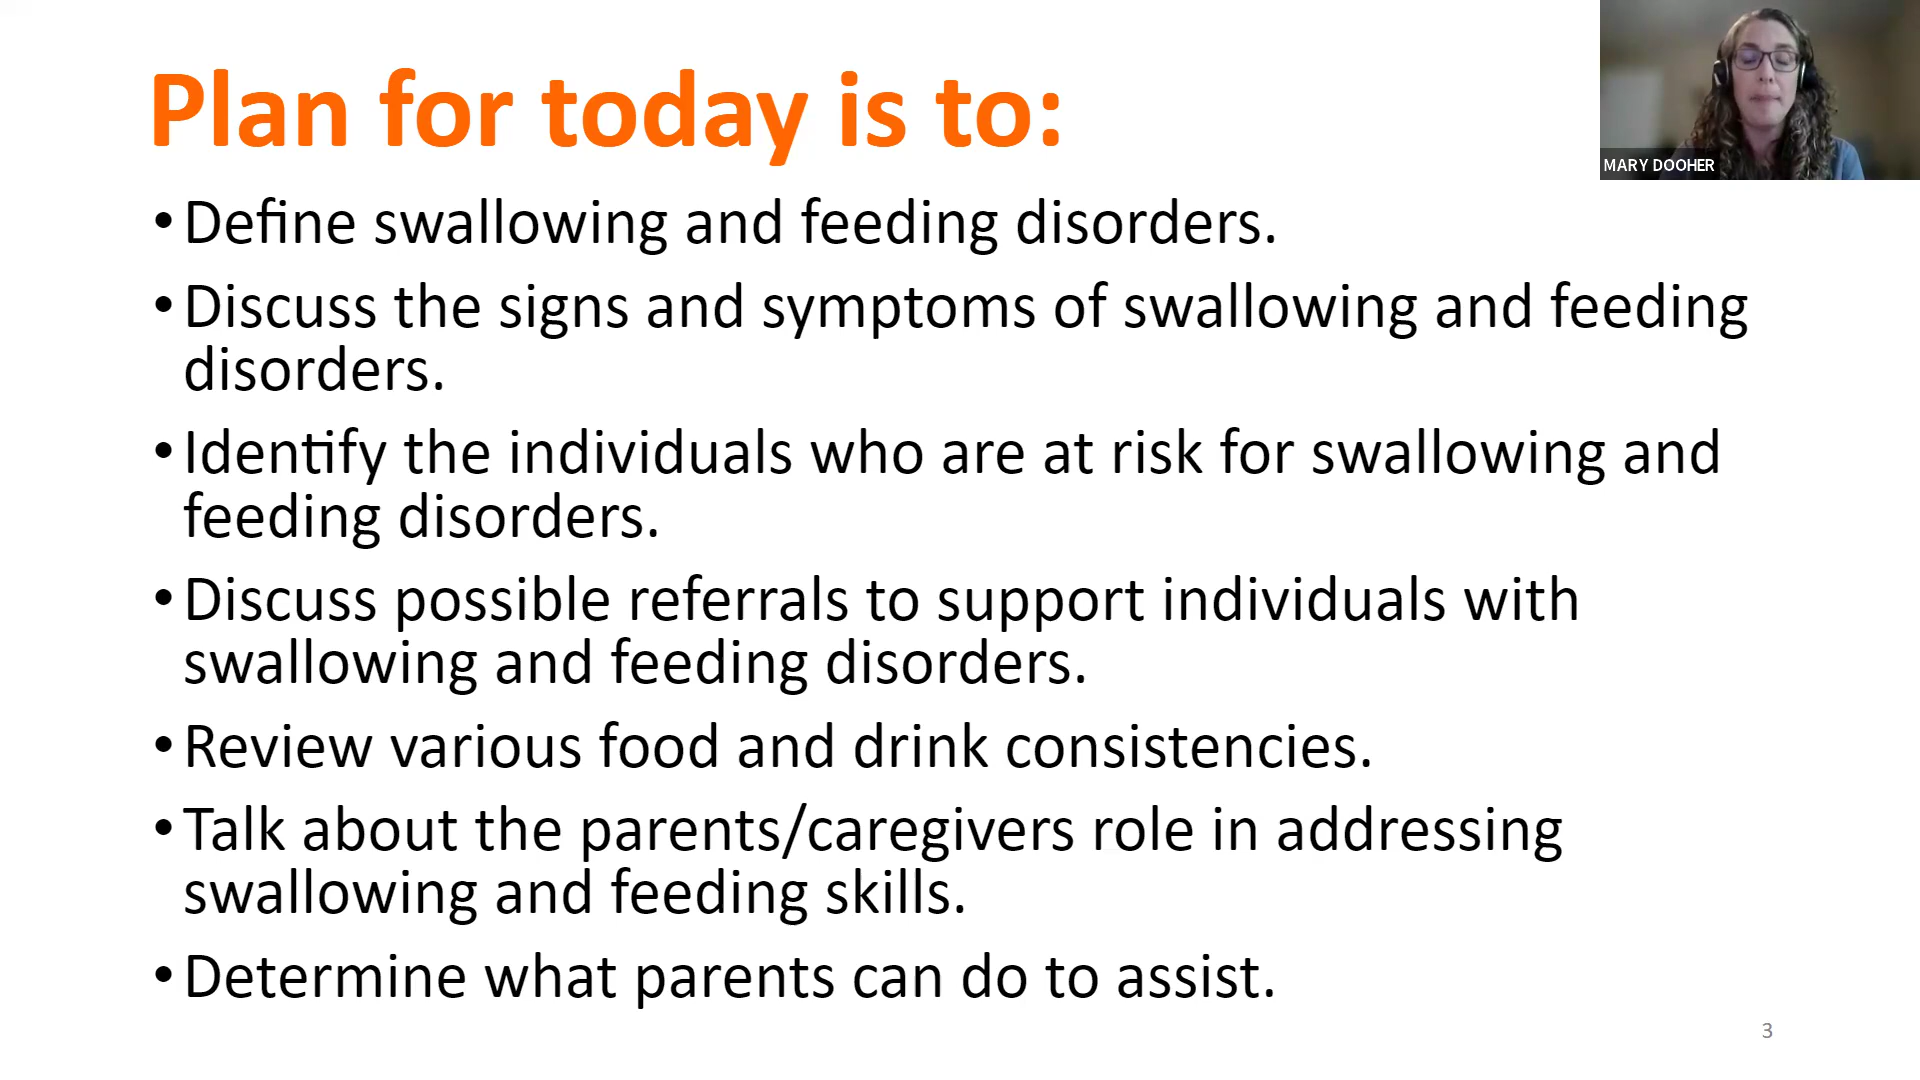 Plan for today is to:
MARY DOOHER
•Define swallowing and feeding disorders.
•Discuss the signs and symptoms of swallowing and feeding
disorders.
•Identify the individuals who are at risk for swallowing and
feeding disorders.
•Discuss possible referrals to support individuals with
swallowing and feeding disorders.
•Review various food and drink consistencies.
•Talk about the parents/caregivers role in addressing
swallowing and feeding skills.
•Determine what parents can do to assist.
3